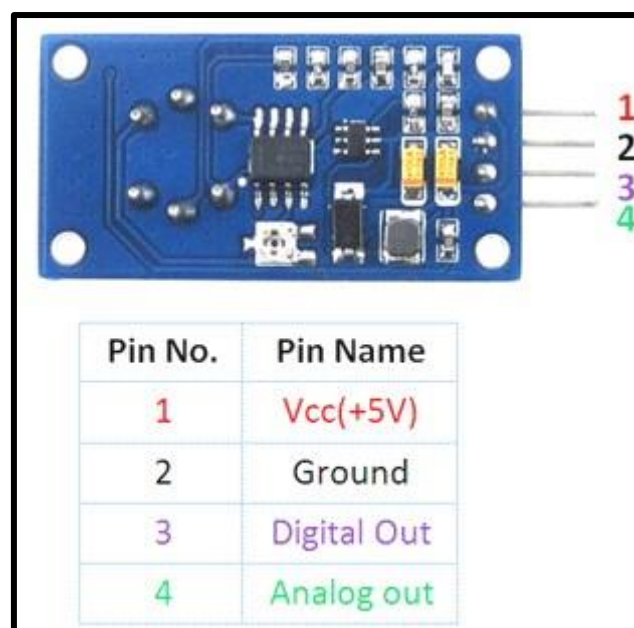 1
2
3
4
Pin No. Pin Name
1 Vcc(+5V)
2 Ground
3 Digital Out
4 Analog out